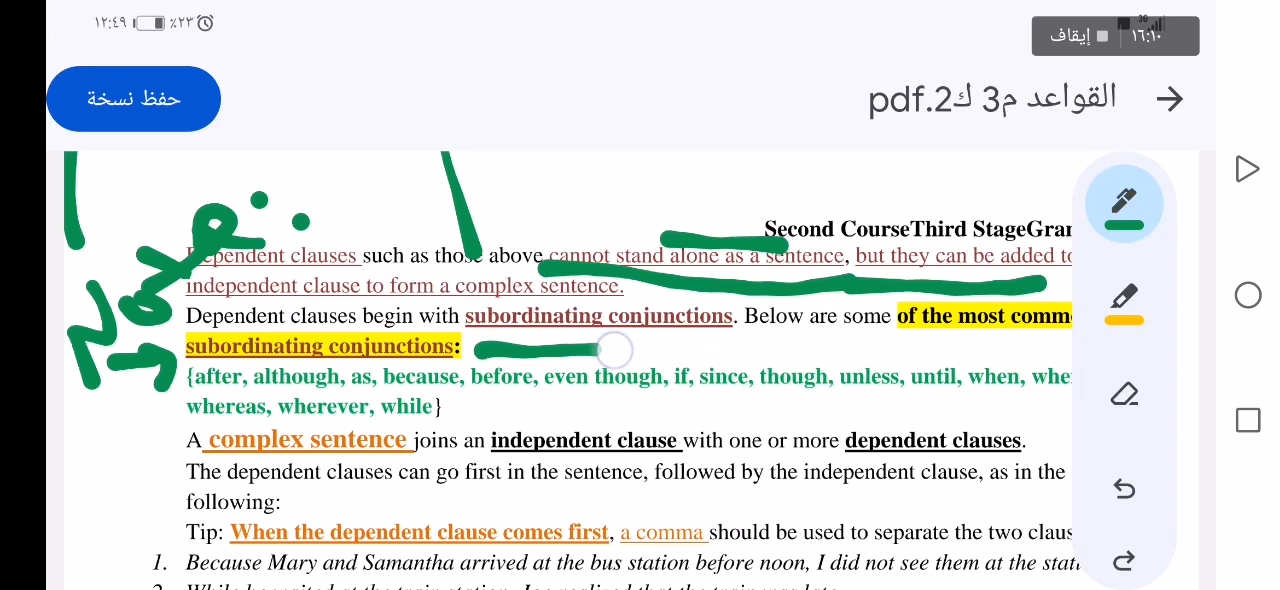 ١٢:٤٩ ٪٢٣
3G
إيقاف ١٦:١٠
حفظ نسخة
القواعد م3 ك2.pdf
Note:
Second CourseThird StageGrar
Dependent clauses such as those above cannot stand alone as a sentence, but they can be added to
independent clause to form a complex sentence.
Dependent clauses begin with subordinating conjunctions. Below are some of the most comm
subordinating conjunctions:
{after, although, as, because, before, even though, if, since, though, unless, until, when, whe
whereas, wherever, while}
A complex sentence joins an independent clause with one or more dependent clauses.
The dependent clauses can go first in the sentence, followed by the independent clause, as in the
following:
Tip: When the dependent clause comes first, a comma should be used to separate the two claus
1. Because Mary and Samantha arrived at the bus station before noon, I did not see them at the stati